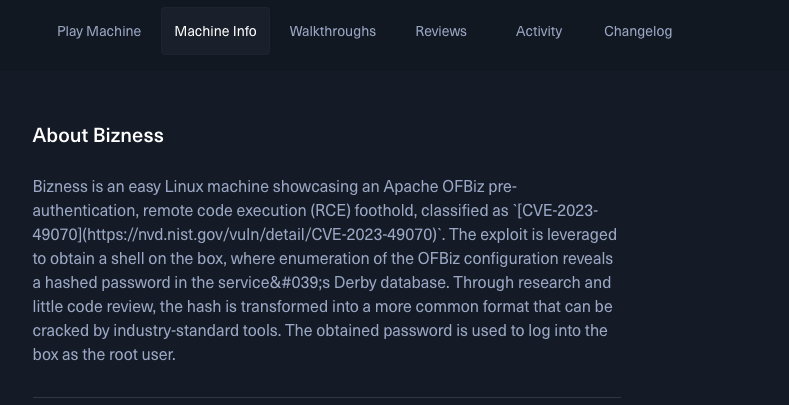 Play Machine Machine Info Walkthroughs Reviews Activity Changelog
About Bizness
Bizness is an easy Linux machine showcasing an Apache OFBiz pre-
authentication, remote code execution (RCE) foothold, classified as `[CVE-2023-
49070](https://nvd.nist.gov/vuln/detail/CVE-2023-49070)`. The exploit is leveraged
to obtain a shell on the box, where enumeration of the OFBiz configuration reveals
a hashed password in the service&#039;s Derby database. Through research and
little code review, the hash is transformed into a more common format that can be
cracked by industry-standard tools. The obtained password is used to log into the
box as the root user.